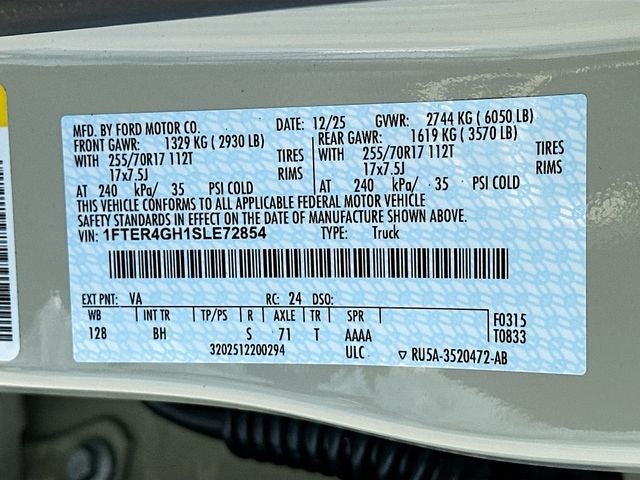 MFD. BY FORD MOTOR CO.
DATE: 12/25 GVWR: 2744 KG ( 6050 LB)
FRONT GAWR: 1329 KG ( 2930 LB) REAR GAWR: 1619 KG ( 3570 LB)
WITH 255/70R17 112T TIRES WITH 255/70R17 112T TIRES
17x7.5J RIMS 17x7.5J RIMS
AT 240 kPa/ 35 PSI COLD AT 240 kPa/ 35 PSI COLD
THIS VEHICLE CONFORMS TO ALL APPLICABLE FEDERAL MOTOR VEHICLE
SAFETY STANDARDS IN EFFECT ON THE DATE OF MANUFACTURE SHOWN ABOVE.
VIN: 1FTER4GH1SLE72854 TYPE: Truck
EXT PNT: VA RC: 24 DSO:
WB INT TR TP/PS R AXLE TR SPR F0315
128 BH S 71 T AAAA T0833
3202512200294 ULC ▽ RU5A-3520472-AB